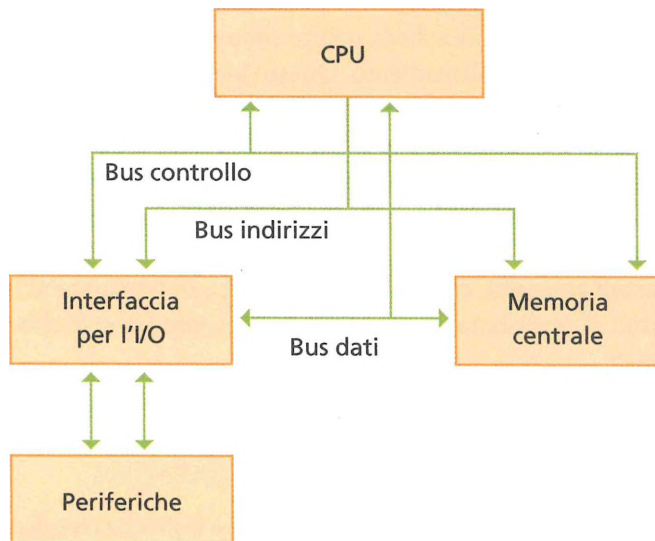 CPU
Bus controllo
Bus indirizzi
Interfaccia
per l'I/O
Memoria
centrale
Bus dati
Periferiche